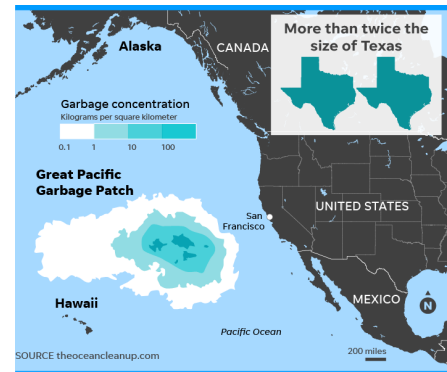 More than twice the
size of Texas
Alaska
CANADA
Garbage concentration
Kilograms per square kilometer
0.1 1 10 100
Great Pacific
Garbage Patch
San
Francisco
UNITED STATES
Hawaii
MEXICO
N
Pacific Ocean
200 miles
SOURCE theoceancleanup.com